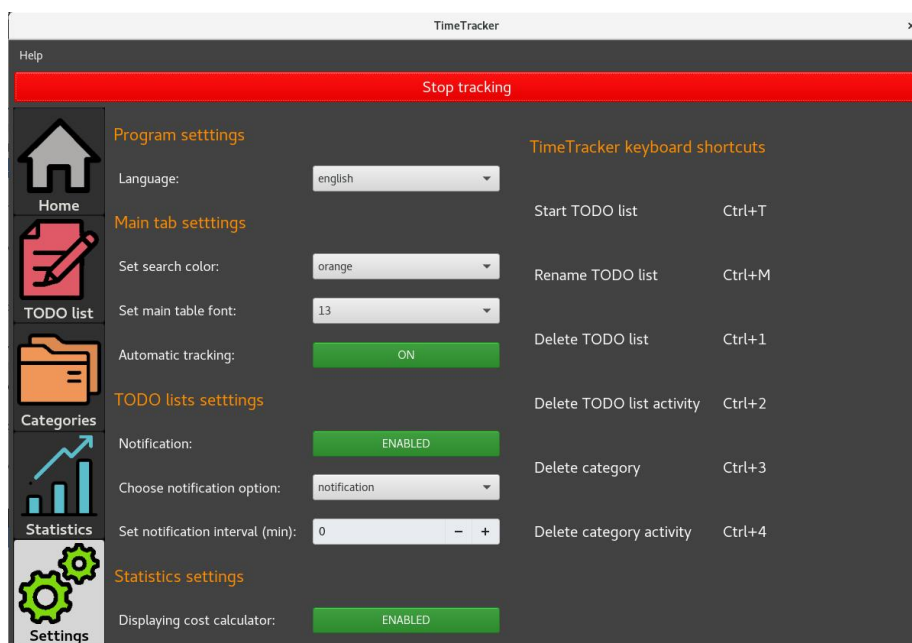 TimeTracker
×
Help
Stop tracking
Home
TODO list
Categories
Statistics
Settings
Program setttings
Language:
english
Main tab setttings
Set search color:
orange
Set main table font:
13
Automatic tracking:
ON
TODO lists setttings
Notification:
ENABLED
Choose notification option:
notification
Set notification interval (min):
0
− +
Statistics settings
Displaying cost calculator:
ENABLED
TimeTracker keyboard shortcuts
Start TODO list Ctrl+T
Rename TODO list Ctrl+M
Delete TODO list Ctrl+1
Delete TODO list activity Ctrl+2
Delete category Ctrl+3
Delete category activity Ctrl+4